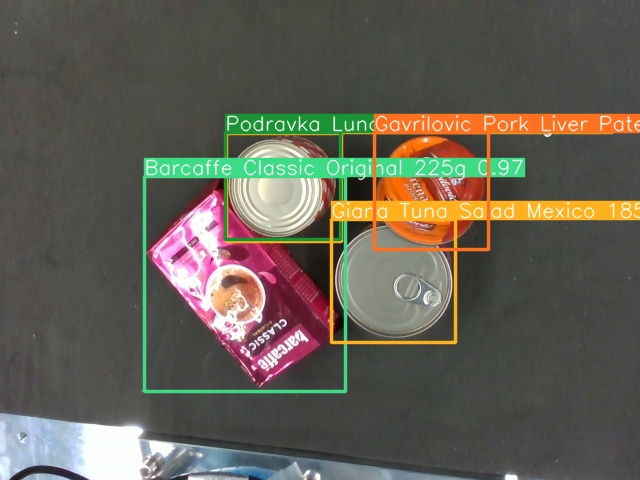 Podravka Lunc
Gavrilovic Pork Liver Pate
Barcaffe Classic Original 225g 0.97
Giana Tuna Salad Mexico 185
CLASSIC
barcaffe